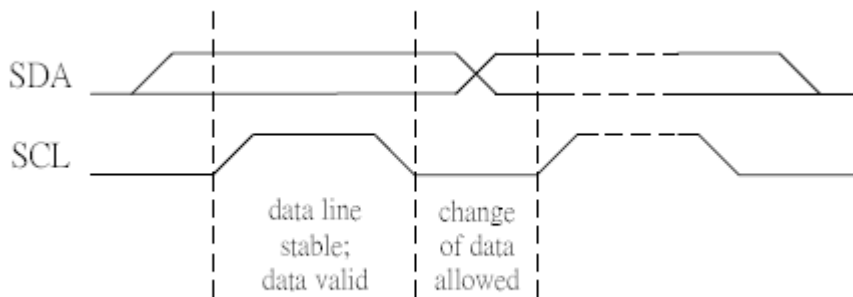 SDA
SCL
data line
stable;
data valid
change
of data
allowed